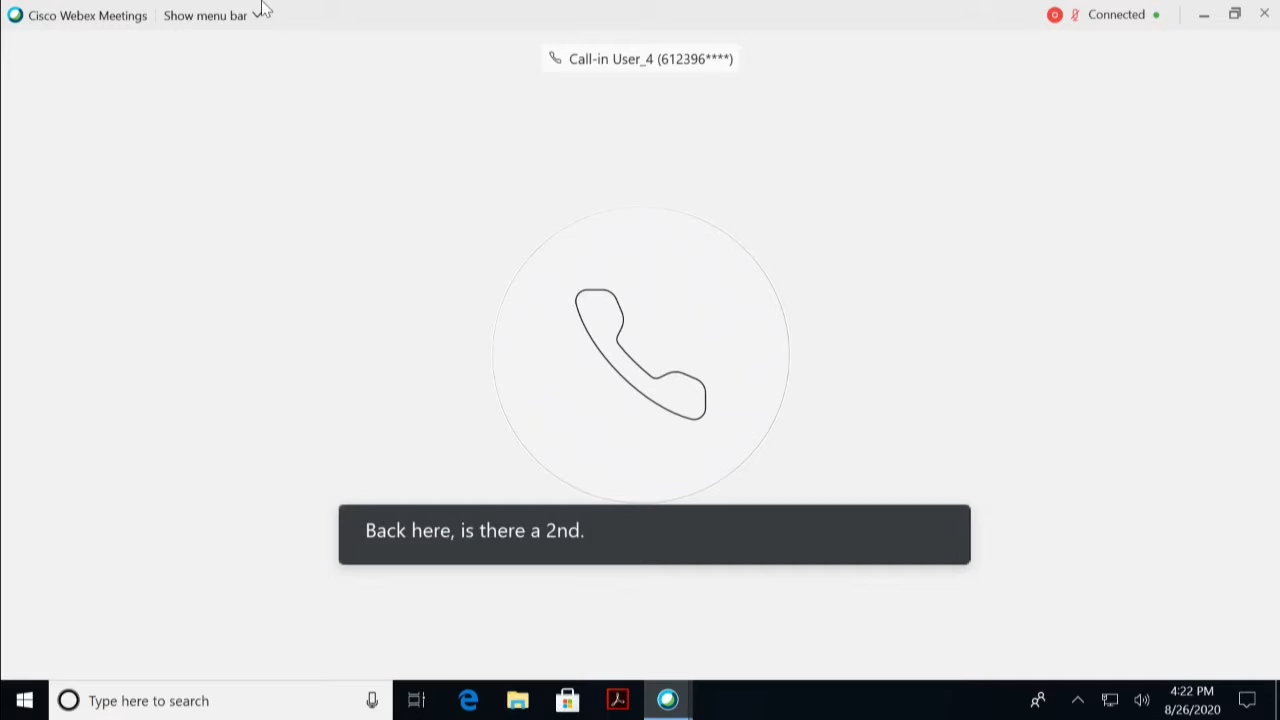 Cisco Webex Meetings
Show menu bar
Connected
Call-in User_4 (612396****)
Back here, is there a 2nd.
Type here to search
4:22 PM
8/26/2020